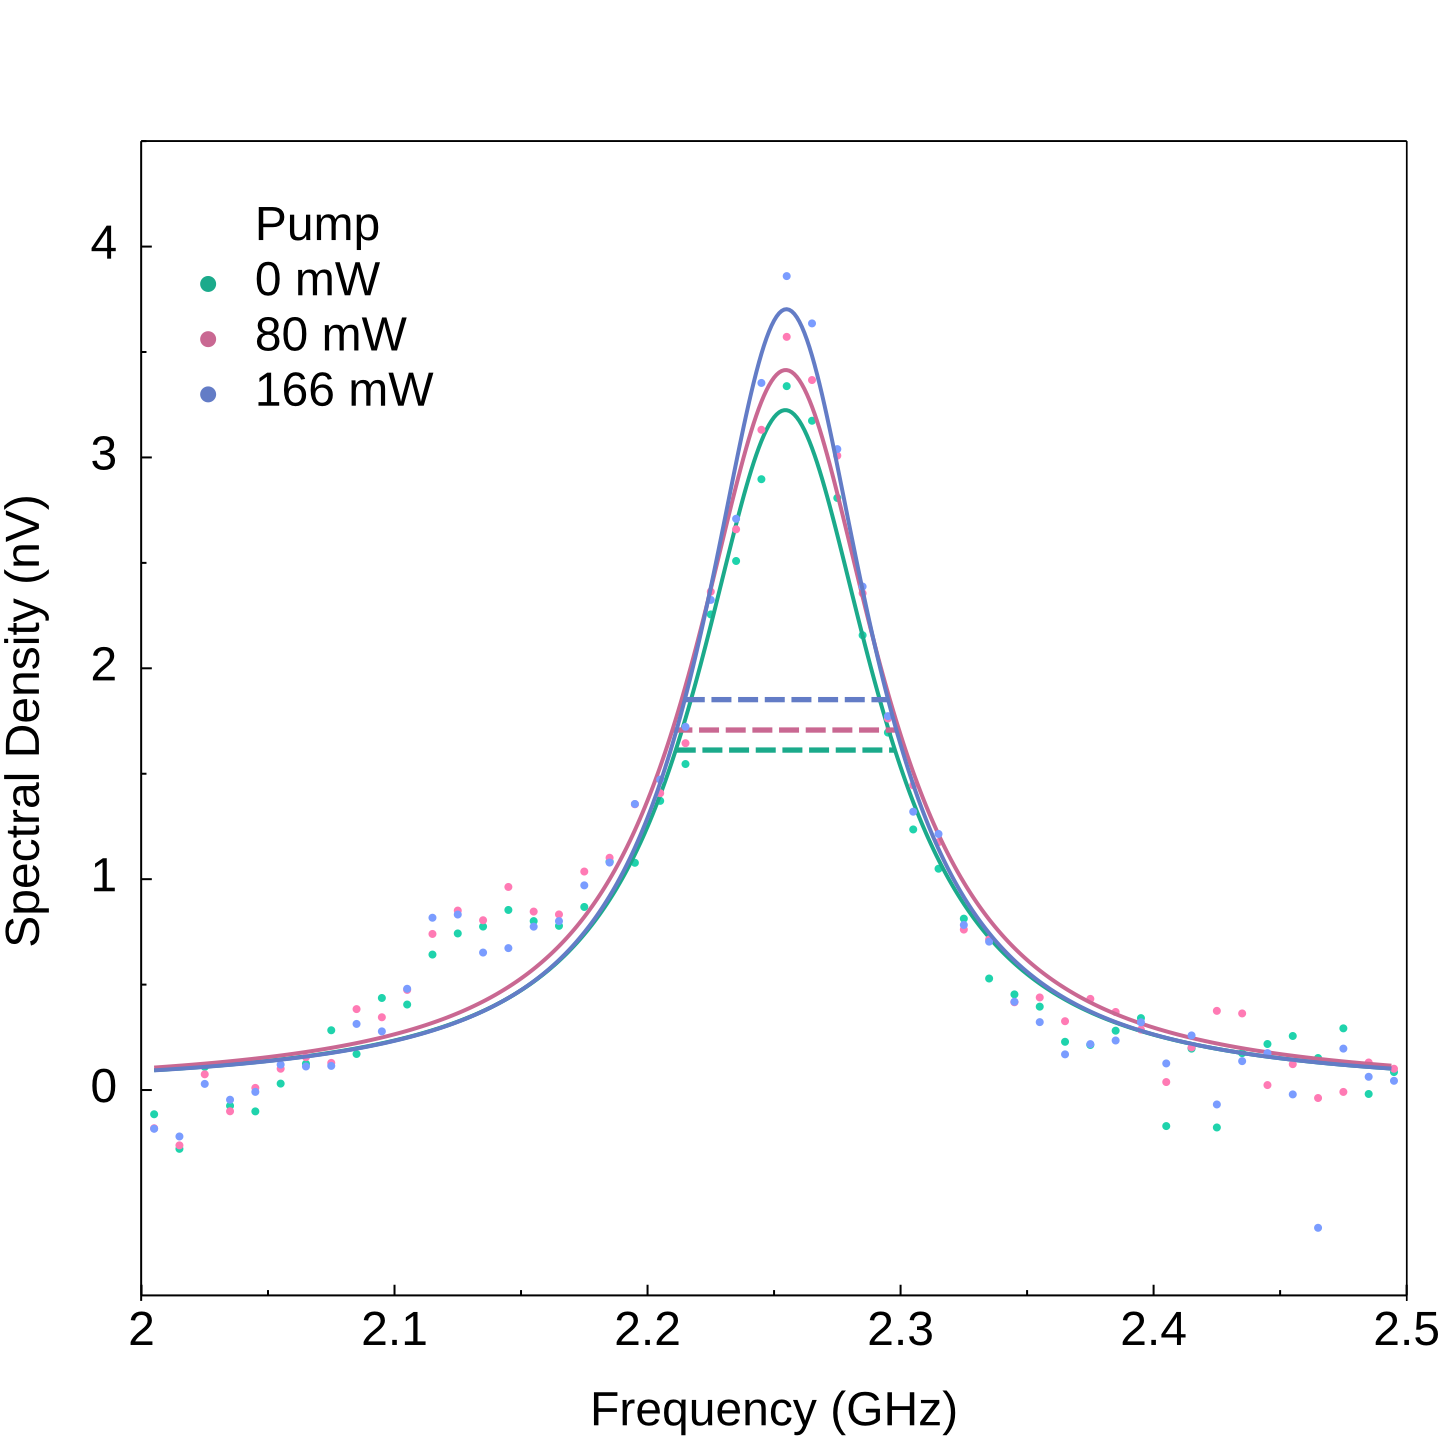 Pump
0 mW
80 mW
166 mW
4
3
2
1
0
Spectral Density (nV)
2 2.1 2.2 2.3 2.4 2.5
Frequency (GHz)